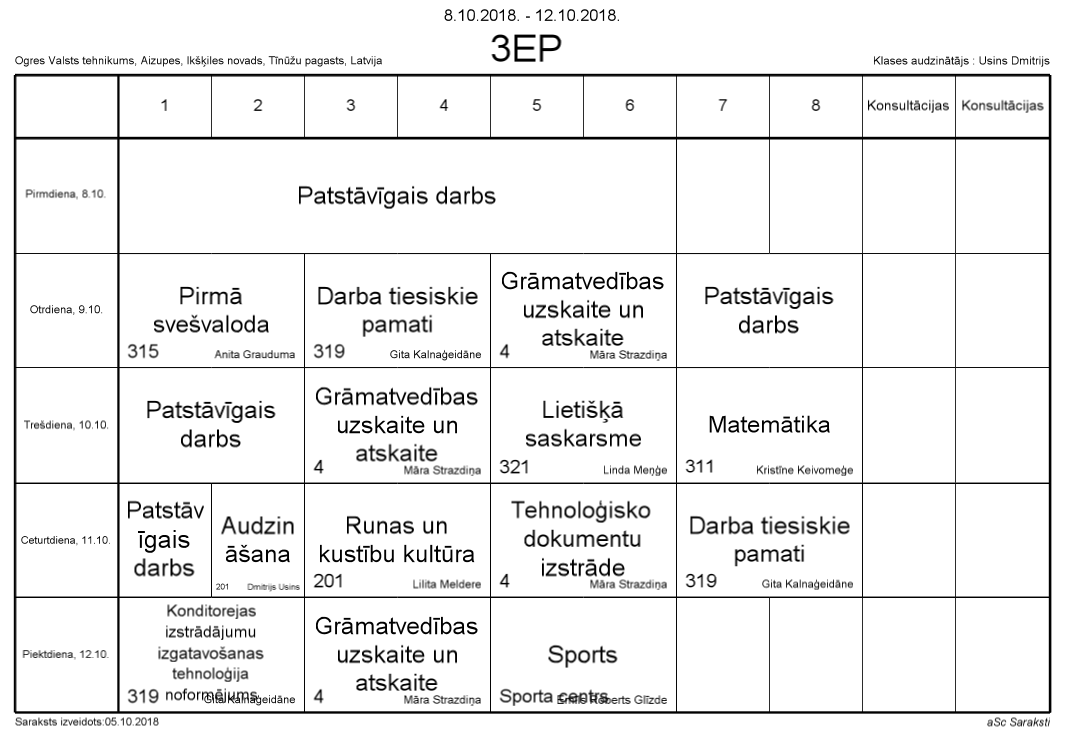 8.10.2018. - 12.10.2018.
3EP
Ogres Valsts tehnikums, Aizupes, Ikšķiles novads, Tīnūžu pagasts, Latvija
Klases audzinātājs : Usins Dmitrijs
1 2 3 4 5 6 7 8 Konsultācijas Konsultācijas
Pirmdiena, 8.10.
Patstāvīgais darbs
Otrdiena, 9.10.
Pirmā
svešvaloda
315 Anita Grauduma
Darba tiesiskie
pamati
319 Gita Kalnaģeidāne
Grāmatvedības
uzskaite un
atskaite
4 Māra Strazdiņa
Patstāvīgais
darbs
Trešdiena, 10.10.
Patstāvīgais
darbs
Grāmatvedības
uzskaite un
atskaite
4 Māra Strazdiņa
Lietišķā
saskarsme
321 Linda Meņģe
Matemātika
311 Kristīne Keivomeģe
Ceturtdiena, 11.10.
Patstāv
īgais
darbs
Audzin
āšana
201 Dmitrijs Usins
Runas un
kustību kultūra
201 Lilita Meldere
Tehnoloģisko
dokumentu
izstrāde
4 Māra Strazdiņa
Darba tiesiskie
pamati
319 Gita Kalnaģeidāne
Piektdiena, 12.10.
Konditorejas
izstrādājumu
izgatavošanas
tehnoloģija
noformējums
319 Gita Kalnaģeidāne
Grāmatvedības
uzskaite un
atskaite
4 Māra Strazdiņa
Sports
Sporta centrs Emīls Roberts Glīzde
Saraksts izveidots:05.10.2018
aSc Saraksti